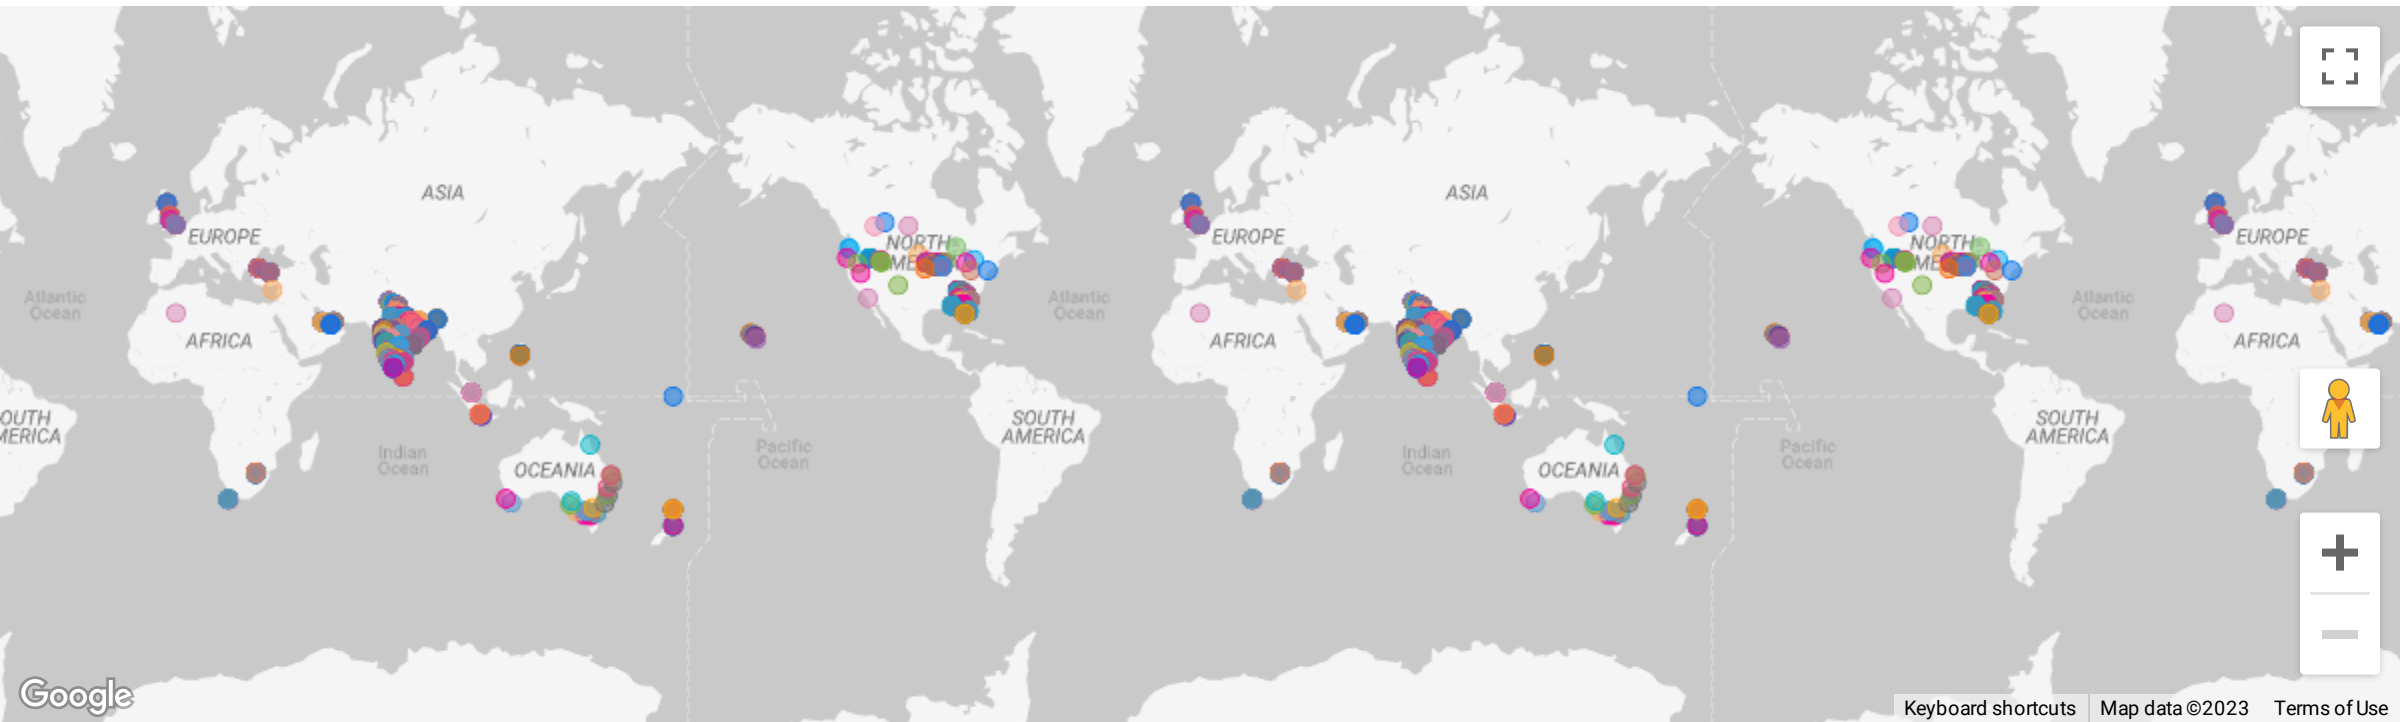 ASIA
ASIA
EUROPE
EUROPE
EUROPE
NORTH
NORTH
Atlantic
Ocean
Atlantic
Ocean
Atlantic
Ocean
AFRICA
AFRICA
AFRICA
OUTH
MERICA
SOUTH
AMERICA
SOUTH
AMERICA
Indian
Ocean
Indian
Ocean
Pacific
Ocean
Pacific
Ocean
OCEANIA
OCEANIA
Google
Keyboard shortcuts
Map data ©2023
Terms of Use